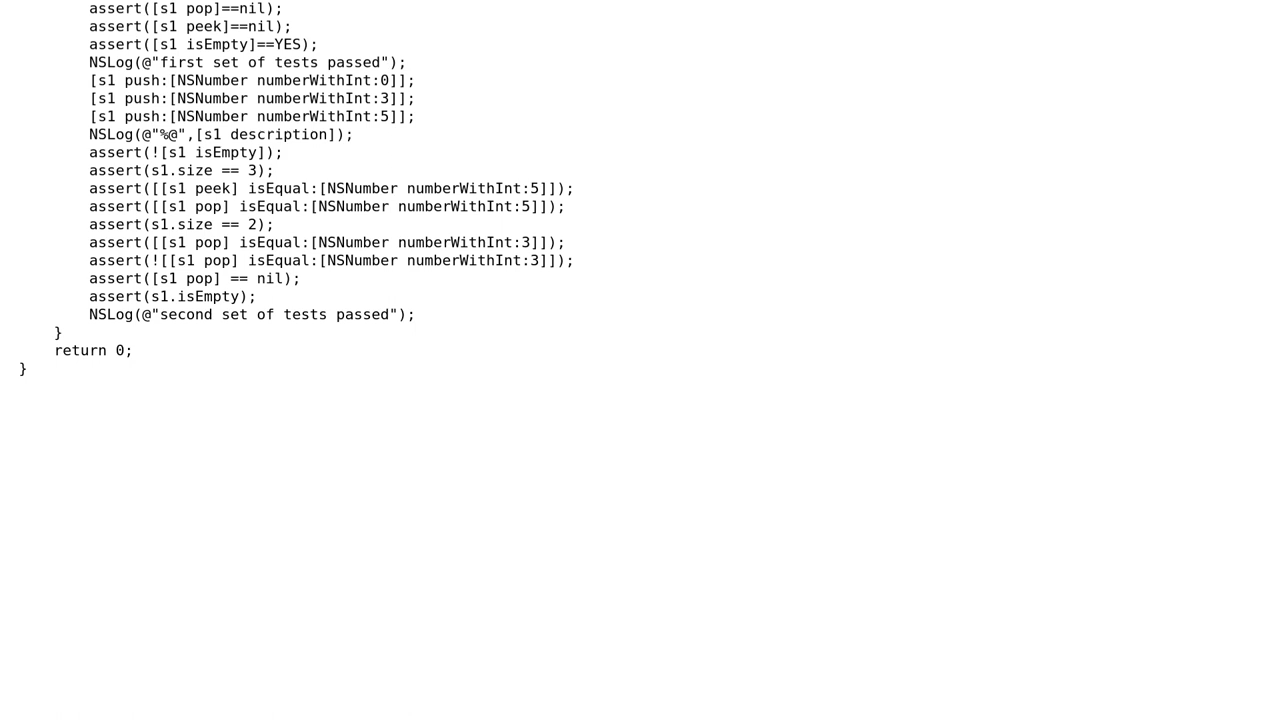 assert([s1 pop]==nil);
assert([s1 peek]==nil);
assert([s1 isEmpty]==YES);
NSLog(@"first set of tests passed");
[s1 push:[NSNumber numberWithInt:0]];
[s1 push:[NSNumber numberWithInt:3]];
[s1 push:[NSNumber numberWithInt:5]];
NSLog(@"%@",[s1 description]);
assert(![s1 isEmpty]);
assert(s1.size == 3);
assert([[s1 peek] isEqual:[NSNumber numberWithInt:5]]);
assert([[s1 pop] isEqual:[NSNumber numberWithInt:5]]);
assert(s1.size == 2);
assert([[s1 pop] isEqual:[NSNumber numberWithInt:3]]);
assert(![[s1 pop] isEqual:[NSNumber numberWithInt:3]]);
assert([s1 pop] == nil);
assert(s1.isEmpty);
NSLog(@"second set of tests passed");
}
return 0;
}